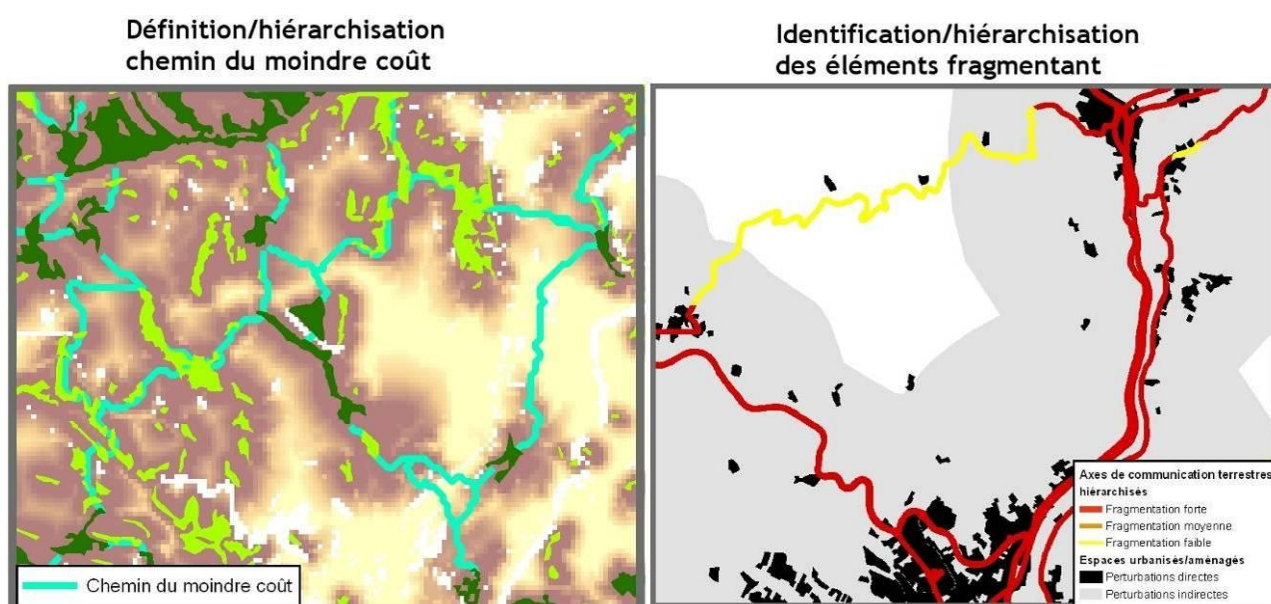 Définition/hiérarchisation
chemin du moindre coût
Identification/hiérarchisation
des éléments fragmentant
Chemin du moindre coût
Axes de communication terrestres
hiérarchisés
Fragmentation forte
Fragmentation moyenne
Fragmentation faible
Espaces urbanisés/aménagés
Perturbations directes
Perturbations indirectes